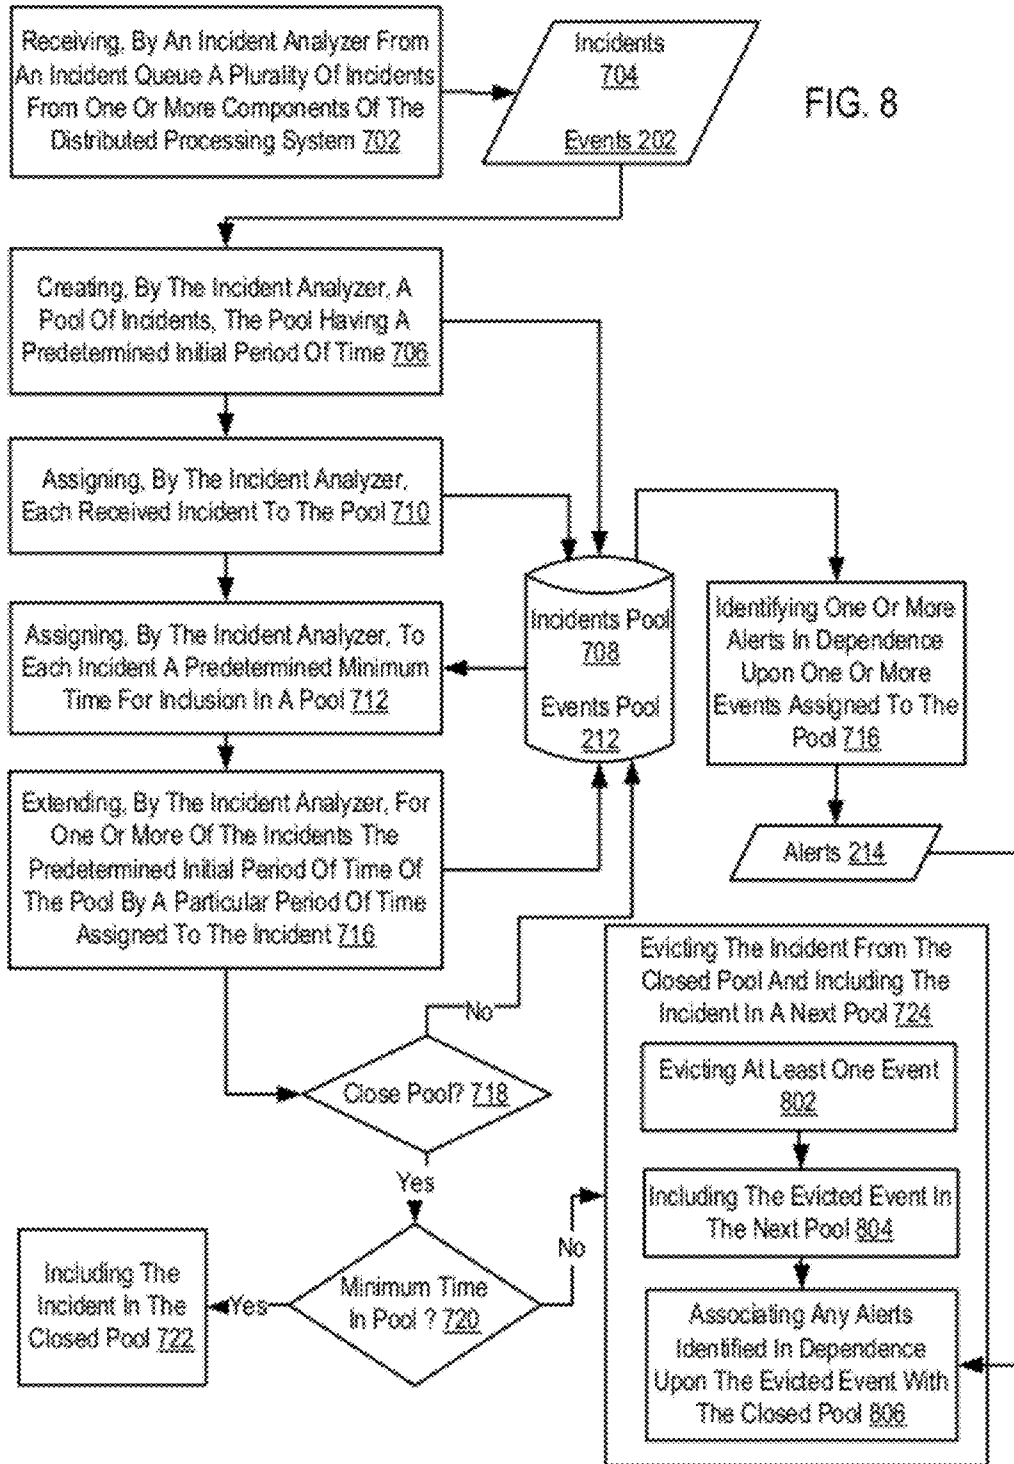 Receiving, By An Incident Analyzer From
An Incident Queue A Plurality Of Incidents
From One Or More Components Of The
Distributed Processing System 702
Incidents
704
Events 202
FIG. 8
Creating, By The Incident Analyzer, A
Pool Of Incidents, The Pool Having A
Predetermined Initial Period Of Time 706
Assigning, By The Incident Analyzer,
Each Received Incident To The Pool 710
Assigning, By The Incident Analyzer, To
Each Incident A Predetermined Minimum
Time For Inclusion In A Pool 712
Incidents Pool
708
Events Pool
212
Identifying One Or More
Alerts In Dependence
Upon One Or More
Events Assigned To The
Pool 716
Extending, By The Incident Analyzer, For
One Or More Of The Incidents The
Predetermined Initial Period Of Time Of
The Pool By A Particular Period Of Time
Assigned To The Incident 716
Alerts 214
No
Close Pool? 718
Yes
Minimum Time
In Pool ? 720
Yes
No
Including The
Incident In The
Closed Pool 722
Evicting The Incident From The
Closed Pool And Including The
Incident In A Next Pool 724
Evicting At Least One Event
802
Including The Evicted Event In
The Next Pool 804
Associating Any Alerts
Identified In Dependence
Upon The Evicted Event With
The Closed Pool 806